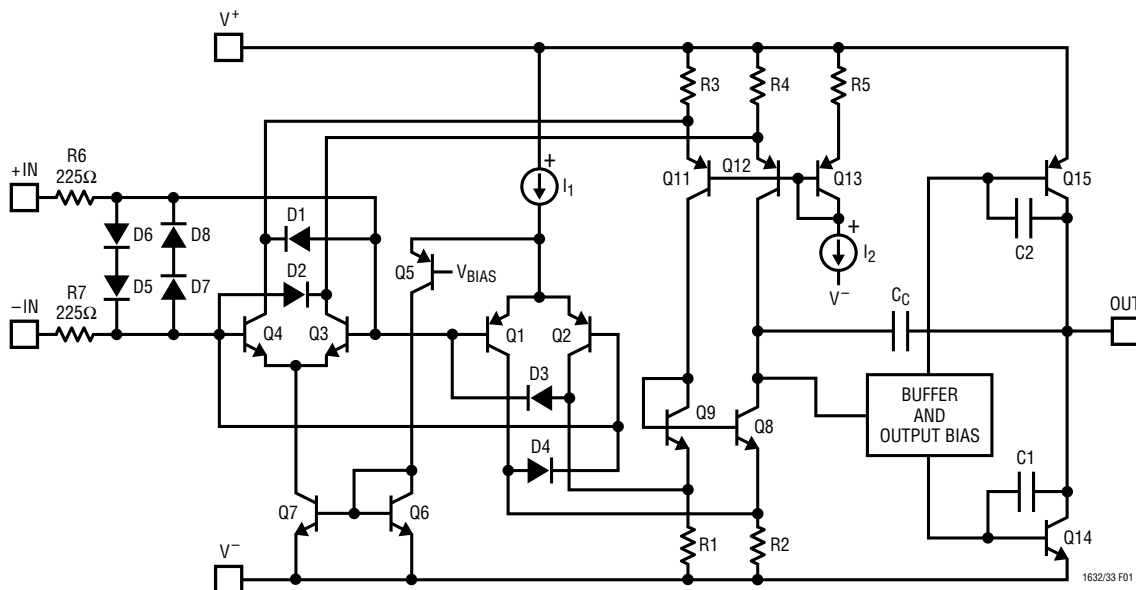 V+
R3
R4
R5
+IN
R6
225Ω
+
I1
Q11
Q12
Q13
Q15
D1
D6
D8
C2
Q5
VBIAS
+
I2
D2
D5
D7
V−
CC
OUT
−IN
R7
225Ω
Q4
Q3
Q1
Q2
D3
BUFFER
AND
OUTPUT BIAS
Q9
Q8
D4
C1
Q7
Q6
R1
R2
Q14
V−
1632/33 F01